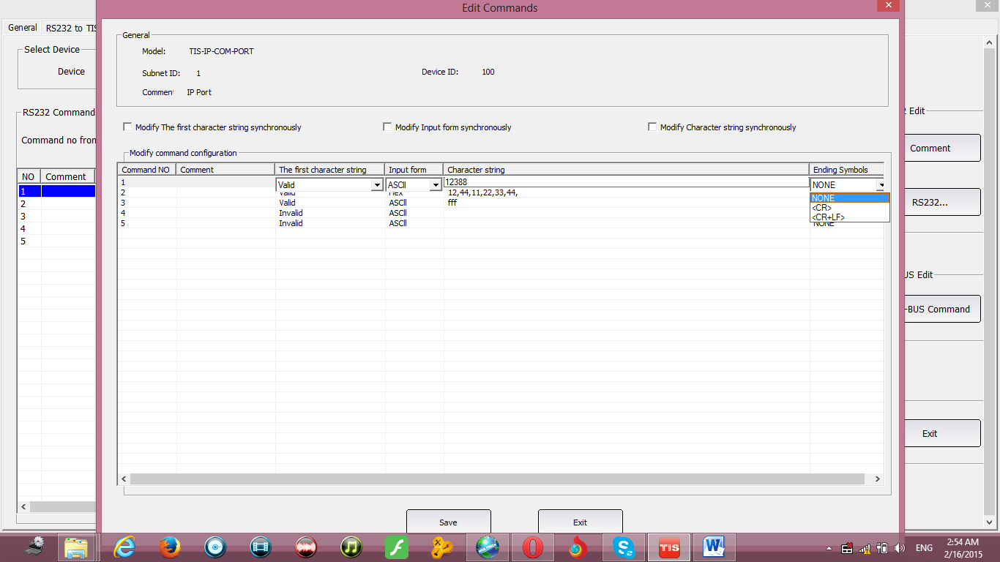 Edit Commands
General
RS232 to TIS
Select Device
Device
RS232 Command
Command no from
NO Comment
1
2
3
4
5
General
Model: TIS-IP-COM-PORT
Subnet ID: 1 Device ID: 100
Comment IP Port
Modify The first character string synchronously Modify Input form synchronously Modify Character string synchronously
Modify command configuration
Command NO Comment The first character string Input form Character string Ending Symbols
1 Valid ASCII 12388 NONE
2 Valid Hex 12,44,11,22,33,44,
3 Valid ASCII fff
4 Invalid ASCII
5 Invalid ASCII NONE
NONE
<CR>
<CR+LF>
Save Exit
2 Edit
Comment
RS232...
US Edit
-BUS Command
Exit
TIS
ENG
2:54 AM
2/16/2015